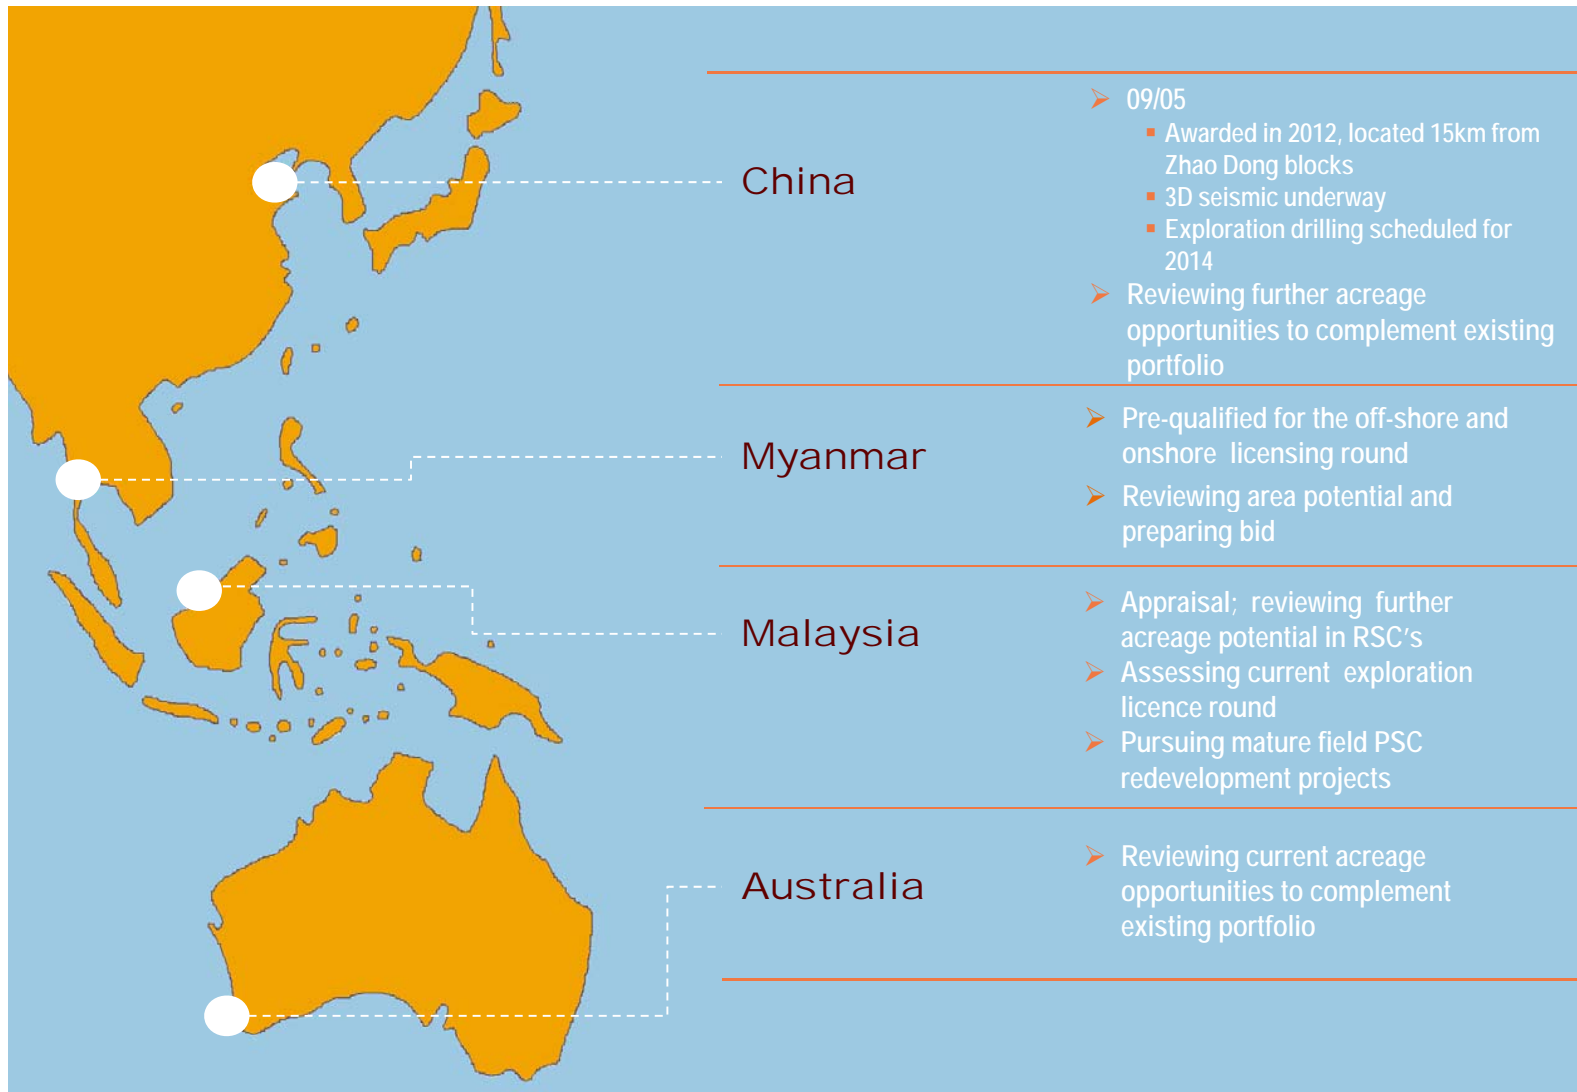 China
09/05
Awarded in 2012, located 15km from
Zhao Dong blocks
3D seismic underway
Exploration drilling scheduled for
2014
Reviewing further acreage
opportunities to complement existing
portfolio
Myanmar
Pre-qualified for the off-shore and
onshore licensing round
Reviewing area potential and
preparing bid
Malaysia
Appraisal; reviewing further
acreage potential in RSC's
Assessing current exploration
licence round
Pursuing mature field PSC
redevelopment projects
Australia
Reviewing current acreage
opportunities to complement
existing portfolio